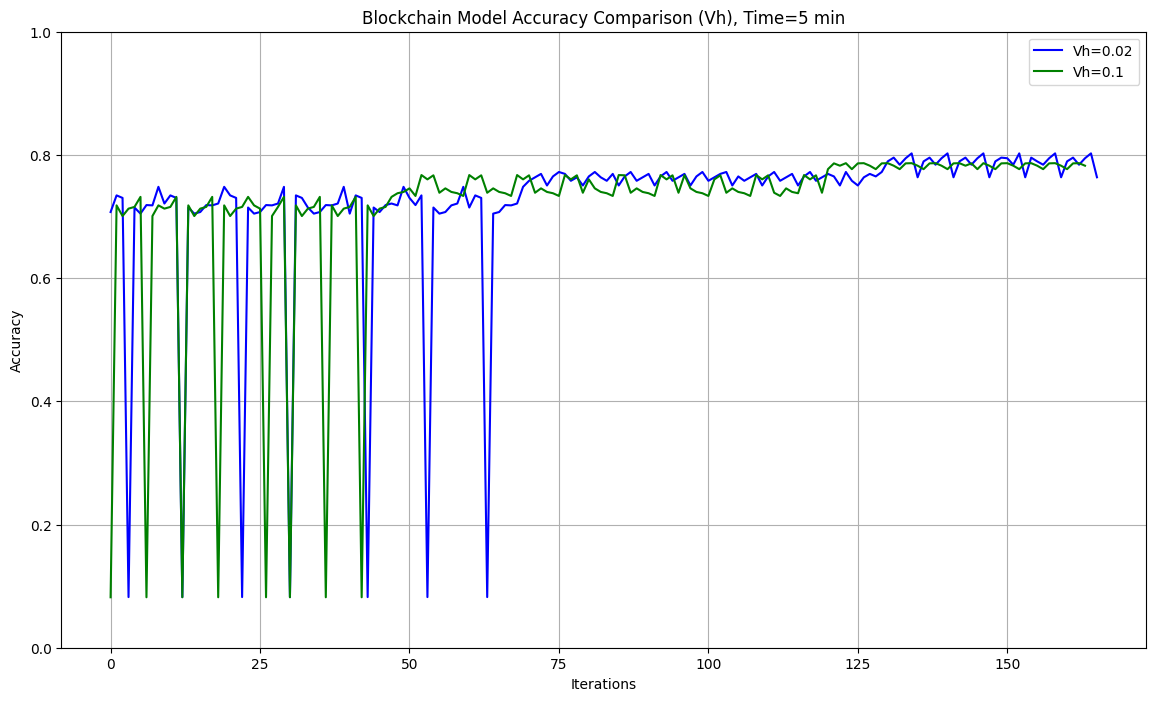 Blockchain Model Accuracy Comparison (Vh), Time=5 min
1.0
0.8
0.6
0.4
0.2
0.0
Accuracy
Vh=0.02
Vh=0.1
0 25 50 75 100 125 150
Iterations